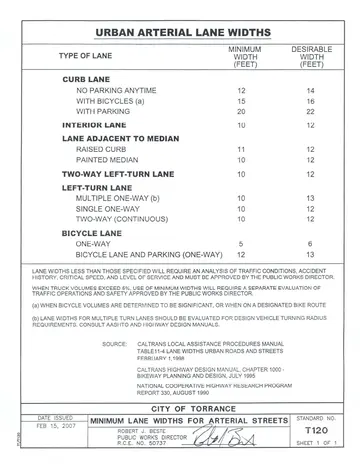 URBAN ARTERIAL LANE WIDTHS
TYPE OF LANE MINIMUM WIDTH (FEET) DESIRABLE WIDTH (FEET)
CURB LANE
NO PARKING ANYTIME 12 14
WITH BICYCLES (a) 15 16
WITH PARKING 20 22
INTERIOR LANE 10 12
LANE ADJACENT TO MEDIAN
RAISED CURB 11 12
PAINTED MEDIAN 10 12
TWO-WAY LEFT-TURN LANE 10 12
LEFT-TURN LANE
MULTIPLE ONE-WAY (b) 10 13
SINGLE ONE-WAY 10 12
TWO-WAY (CONTINUOUS) 10 12
BICYCLE LANE
ONE-WAY 5 6
BICYCLE LANE AND PARKING (ONE-WAY) 12 13
LANE WIDTHS LESS THAN THOSE SPECIFIED WILL REQUIRE AN ANALYSIS OF TRAFFIC CONDITIONS, ACCIDENT
HISTORY, CRITICAL SPEED, AND LEVEL OF SERVICE AND MUST BE APPROVED BY THE PUBLIC WORKS DIRECTOR.
WHEN TRUCK VOLUMES EXCEED 5%, USE OF MINIMUM WIDTHS WILL REQUIRE A SEPARATE EVALUATION OF
TRAFFIC OPERATIONS AND SAFETY APPROVED BY THE PUBLIC WORKS DIRECTOR.
(a) WHEN BICYCLE VOLUMES ARE DETERMINED TO BE SIGNIFICANT, OR WHEN ON A DESIGNATED BIKE ROUTE
(b) LANE WIDTHS FOR MULTIPLE TURN LANES SHOULD BE EVALUATED FOR DESIGN VEHICLE TURNING RADIUS
REQUIREMENTS. CONSULT AASHTO AND HIGHWAY DESIGN MANUALS.
SOURCE: CALTRANS LOCAL ASSISTANCE PROCEDURES MANUAL
TABLE11-4 LANE WIDTHS URBAN ROADS AND STREETS
FEBRUARY 1,1998
CALTRANS HIGHWAY DESIGN MANUAL, CHAPTER 1000 -
BIKEWAY PLANNING AND DESIGN, JULY 1995
NATIONAL COOPERATIVE HIGHWAY RESEARCH PROGRAM
REPORT 330, AUGUST 1990
CITY OF TORRANCE
DATE ISSUED
FEB 15, 2007
MINIMUM LANE WIDTHS FOR ARTERIAL STREETS
ROBERT J. BESTE
PUBLIC WORKS DIRECTOR
R.C.E. NO. 50737
STANDARD NO.
T120
SHEET 1 OF 1